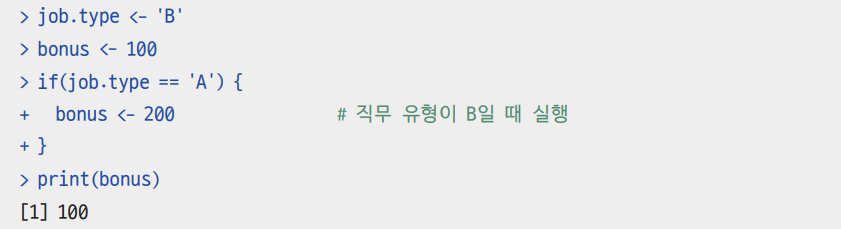 > job.type <- 'B'
> bonus <- 100
> if(job.type == 'A') {
+   bonus <- 200                # 직무 유형이 B일 때 실행
+ }
> print(bonus)
[1] 100